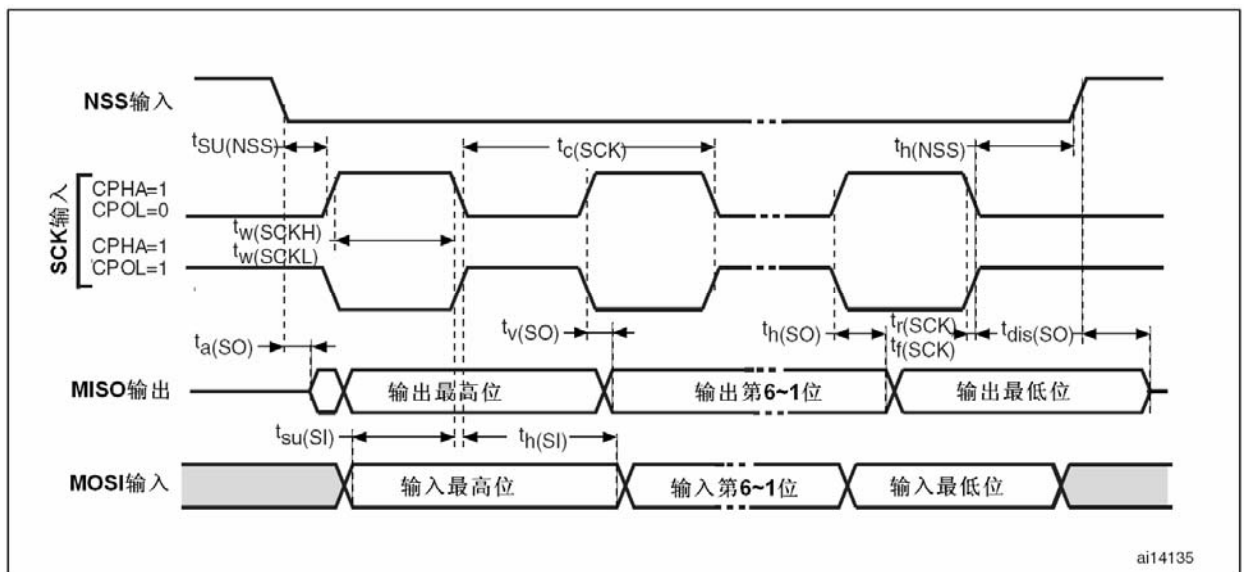 NSS输入
tSU(NSS)
tc(SCK)
th(NSS)
SCK输入
CPHA=1
CPOL=0
CPHA=1
CPOL=1
tw(SCKH)
tw(SCKL)
ta(SO)
tv(SO)
th(SO)
tr(SCK)
tf(SCK)
tdis(SO)
MISO输出
输出最高位
输出第6~1位
输出最低位
tsu(SI)
th(SI)
MOSI输入
输入最高位
输入第6~1位
输入最低位
ai14135